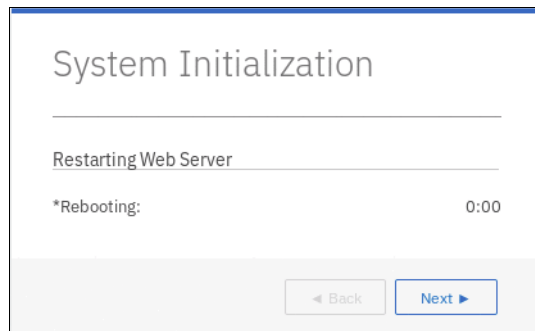 System Initialization
Restarting Web Server
*Rebooting: 0:00
◄ Back Next ►